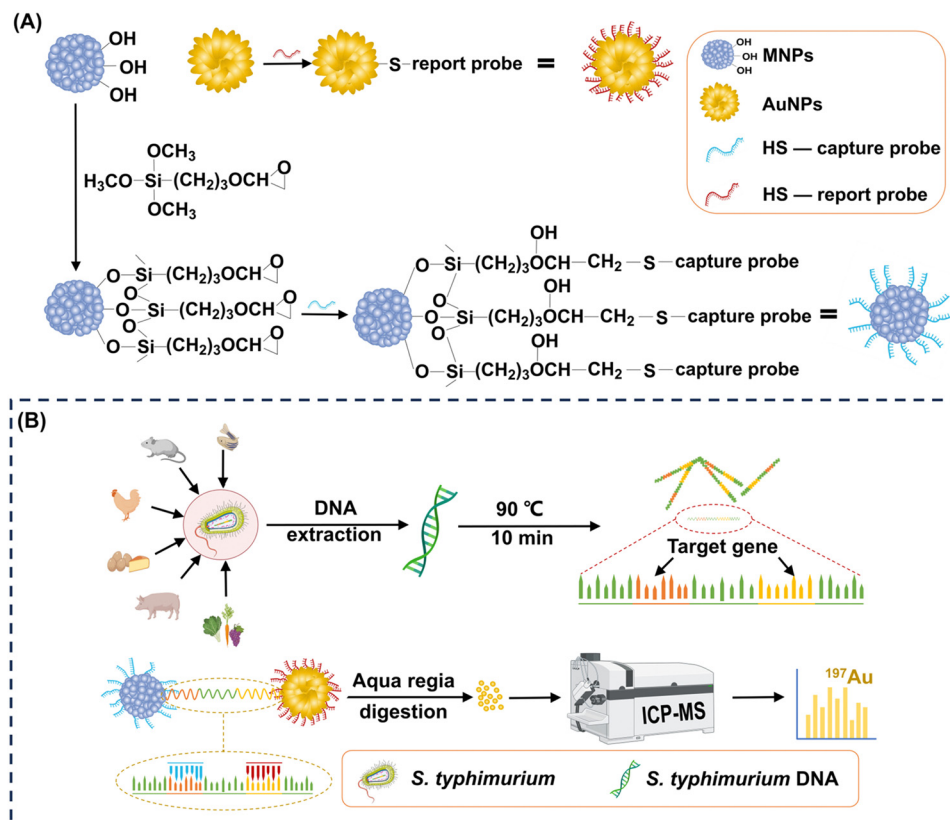 (A)
OH
OH
OH
S
report probe
=
OH
OH
OH
MNPs
AuNPs
HS — capture probe
HS — report probe
OCH₃
H₃CO—Si—(CH₂)₃OCH
O
OCH₃
O—Si—(CH₂)₃OCH
O
O
O
O—Si—(CH₂)₃OCH
O
O
O
O—Si—(CH₂)₃OCH
O
OH
O—Si—(CH₂)₃OCH—CH₂—S—capture probe
O
OH
O—Si—(CH₂)₃OCH—CH₂—S—capture probe
=
O
OH
O—Si—(CH₂)₃OCH—CH₂—S—capture probe
(B)
DNA
extraction
90 ℃
10 min
Target gene
Aqua regia
digestion
ICP-MS
¹⁹⁷Au
S. typhimurium
S. typhimurium DNA